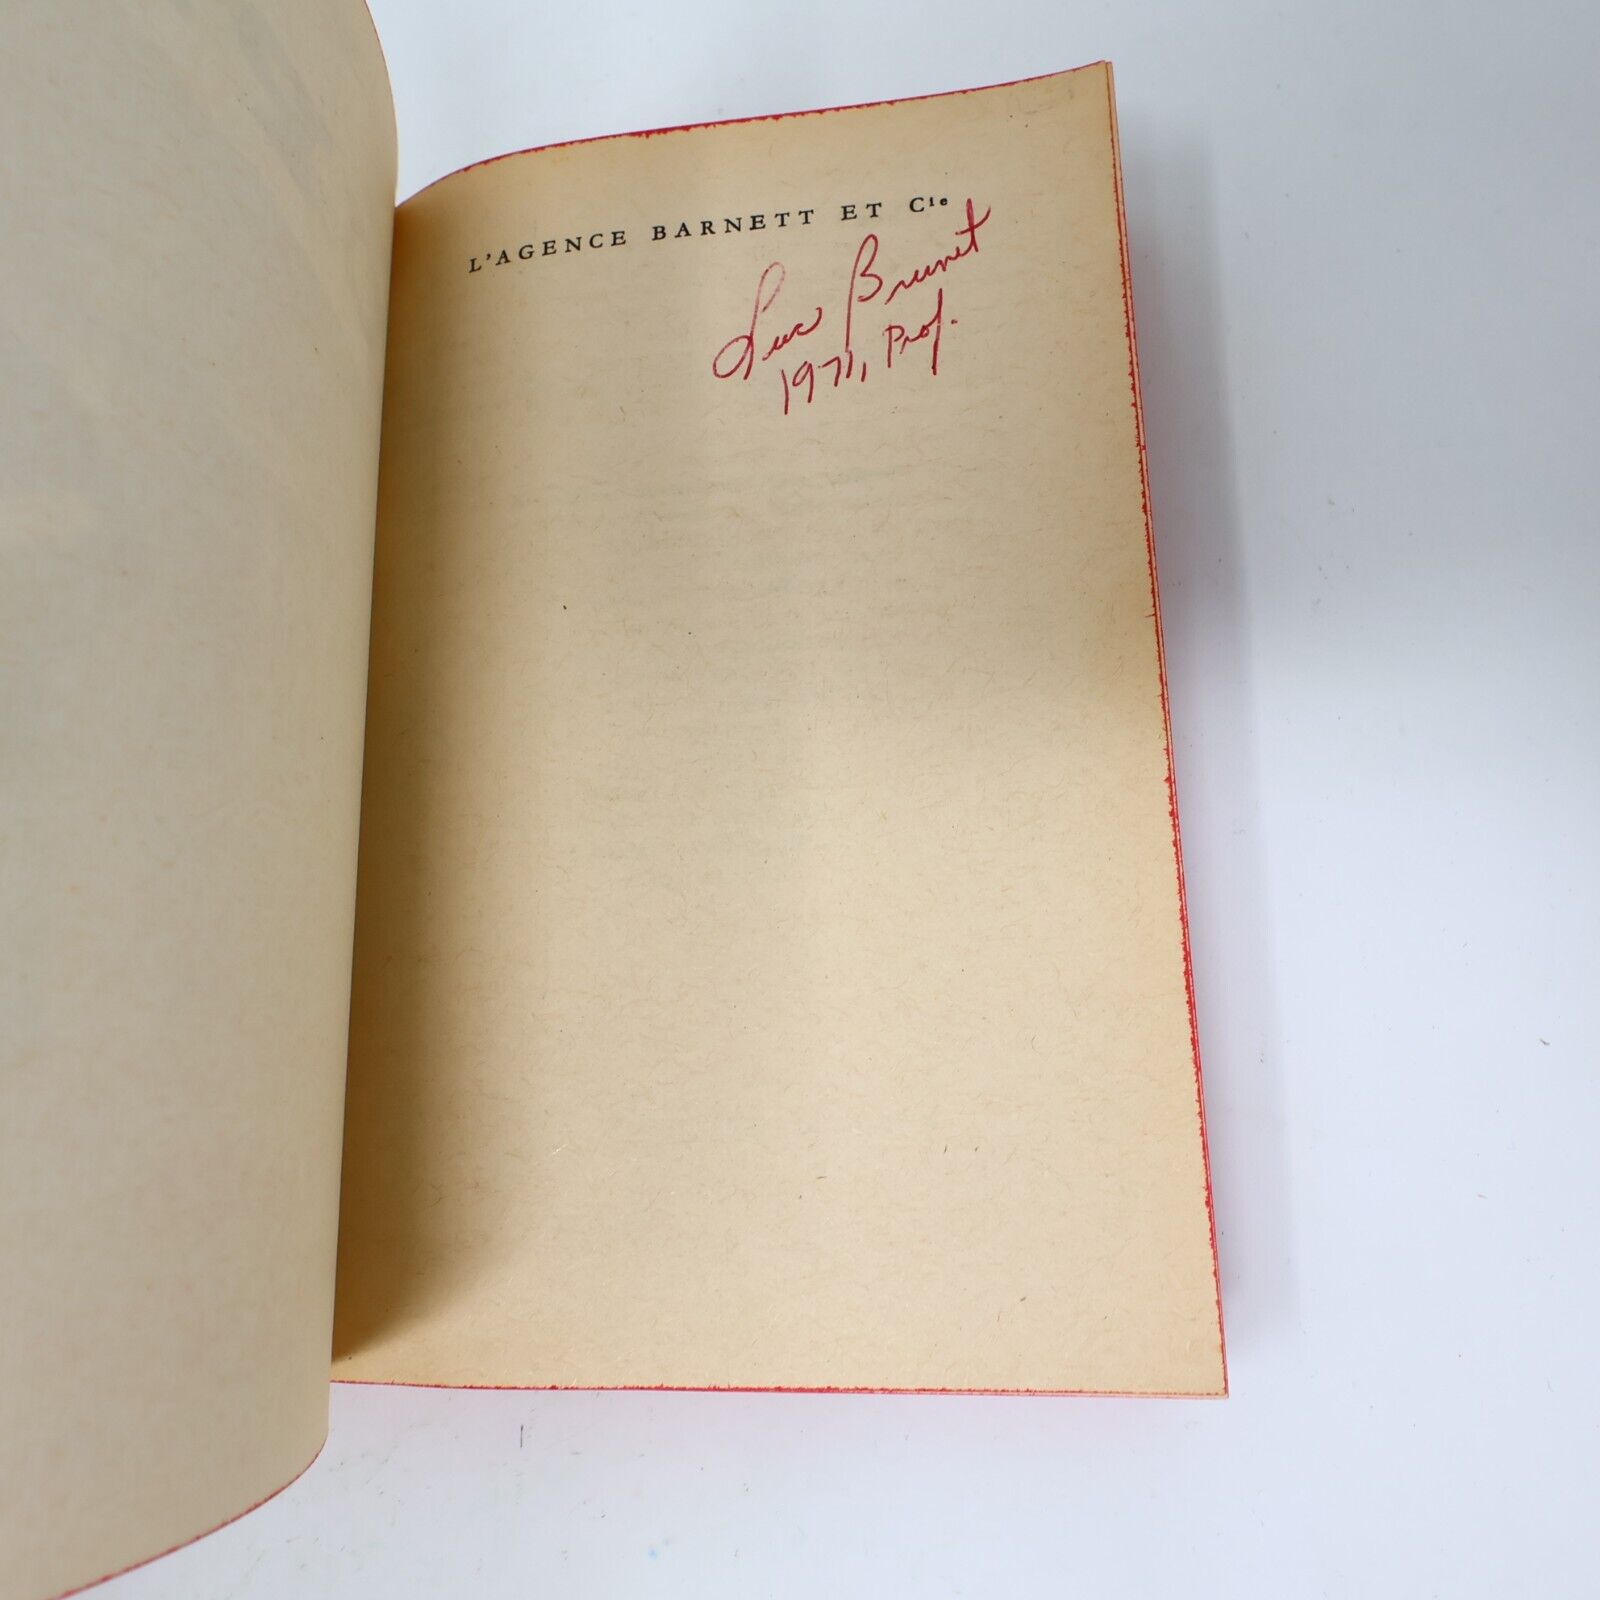 L'AGENCE BARNETT ET Cie
Luc Brunet
1971, Prof.